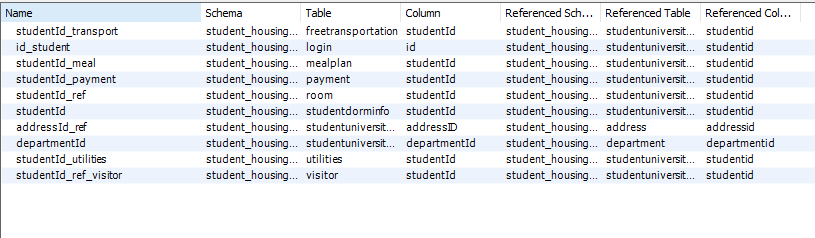 Name Schema Table Column Referenced Sch... Referenced Table Referenced Col...
studentId_transport student_housing... freetransportation studentId student_housing... studentuniversit... studentid
id_student student_housing... login id student_housing... studentuniversit... studentid
studentId_meal student_housing... mealplan studentId student_housing... studentuniversit... studentid
studentId_payment student_housing... payment studentId student_housing... studentuniversit... studentid
studentId_ref student_housing... room studentId student_housing... studentuniversit... studentid
studentId student_housing... studentdorminfo studentId student_housing... studentuniversit... studentid
addressId_ref student_housing... studentuniversit... addressID student_housing... address addressid
departmentId student_housing... studentuniversit... departmentId student_housing... department departmentid
studentId_utilities student_housing... utilities studentId student_housing... studentuniversit... studentid
studentId_ref_visitor student_housing... visitor studentId student_housing... studentuniversit... studentid